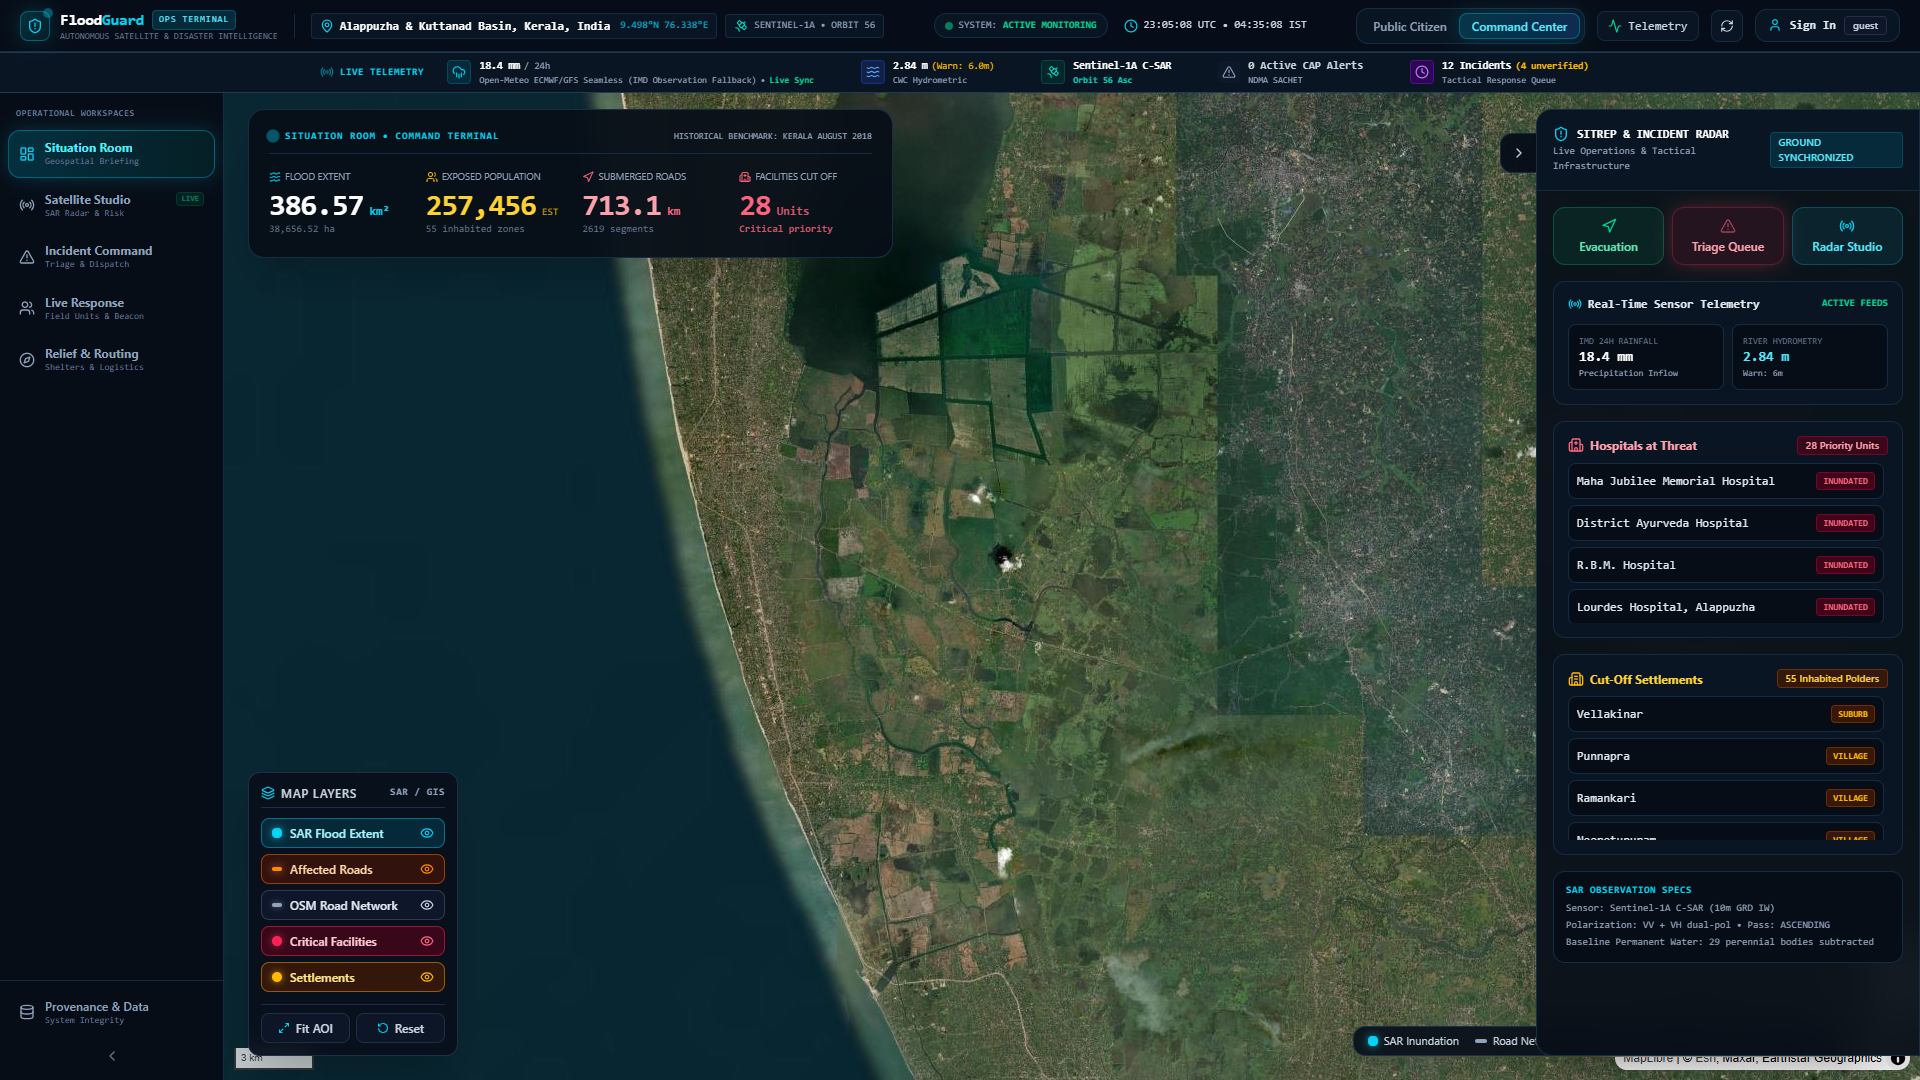 FloodGuard OPS TERMINAL
AUTONOMOUS SATELLITE & DISASTER INTELLIGENCE
Alappuzha & Kuttanad Basin, Kerala, India 9.498°N 76.338°E
SENTINEL-1A • ORBIT 56
SYSTEM: ACTIVE MONITORING
23:05:08 UTC • 04:35:08 IST
Public Citizen
Command Center
Telemetry
Sign In guest
LIVE TELEMETRY
18.4 mm / 24h
Open-Meteo ECMWF/GFS Seamless (IMD Observation Fallback) • Live Sync
2.84 m (Warn: 6.0m)
CWC Hydrometric
Sentinel-1A C-SAR
Orbit 56 Asc
0 Active CAP Alerts
NDMA SACHET
12 Incidents (4 unverified)
Tactical Response Queue
OPERATIONAL WORKSPACES
Situation Room
Geospatial Briefing
Satellite Studio LIVE
SAR Radar & Risk
Incident Command
Triage & Dispatch
Live Response
Field Units & Beacon
Relief & Routing
Shelters & Logistics
Provenance & Data
System Integrity
SITUATION ROOM • COMMAND TERMINAL
HISTORICAL BENCHMARK: KERALA AUGUST 2018
FLOOD EXTENT
386.57 km²
38,656.52 ha
EXPOSED POPULATION
257,456 EST
55 inhabited zones
SUBMERGED ROADS
713.1 km
2619 segments
FACILITIES CUT OFF
28 Units
Critical priority
MAP LAYERS SAR / GIS
SAR Flood Extent
Affected Roads
OSM Road Network
Critical Facilities
Settlements
Fit AOI
Reset
3 km
SITREP & INCIDENT RADAR
Live Operations & Tactical
Infrastructure
GROUND
SYNCHRONIZED
Evacuation
Triage Queue
Radar Studio
Real-Time Sensor Telemetry ACTIVE FEEDS
IMD 24H RAINFALL
18.4 mm
Precipitation Inflow
RIVER HYDROMETRY
2.84 m
Warn: 6m
Hospitals at Threat 28 Priority Units
Maha Jubilee Memorial Hospital INUNDATED
District Ayurveda Hospital INUNDATED
R.B.M. Hospital INUNDATED
Lourdes Hospital, Alappuzha INUNDATED
Cut-Off Settlements 55 Inhabited Polders
Vellakinar SUBURB
Punnapra VILLAGE
Ramankari VILLAGE
VILLAGE
SAR OBSERVATION SPECS
Sensor: Sentinel-1A C-SAR (10m GRD IW)
Polarization: VV + VH dual-pol • Pass: ASCENDING
Baseline Permanent Water: 29 perennial bodies subtracted
SAR Inundation
Road Net
MapLibre | © Esri, Maxar, Earthstar Geographics